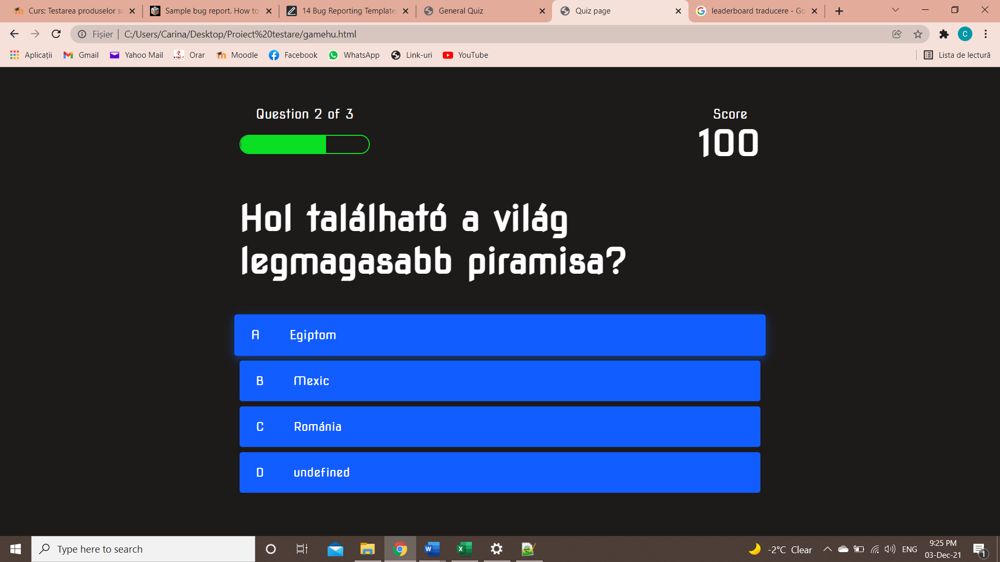 Curs: Testarea produselor so
Sample bug report. How to
14 Bug Reporting Template
General Quiz
Quiz page
leaderboard traducere - Go
Fișier
C:/Users/Carina/Desktop/Proiect%20testare/gamehu.html
C
Aplicații
Gmail
Yahoo Mail
Orar
Moodle
Facebook
WhatsApp
Link-uri
YouTube
Lista de lectură
Question 2 of 3
Score
100
Hol található a világ
legmagasabb piramisa?
A Egiptom
B Mexic
C Románia
D undefined
Type here to search
-2°C Clear
ENG
9:25 PM
03-Dec-21
1